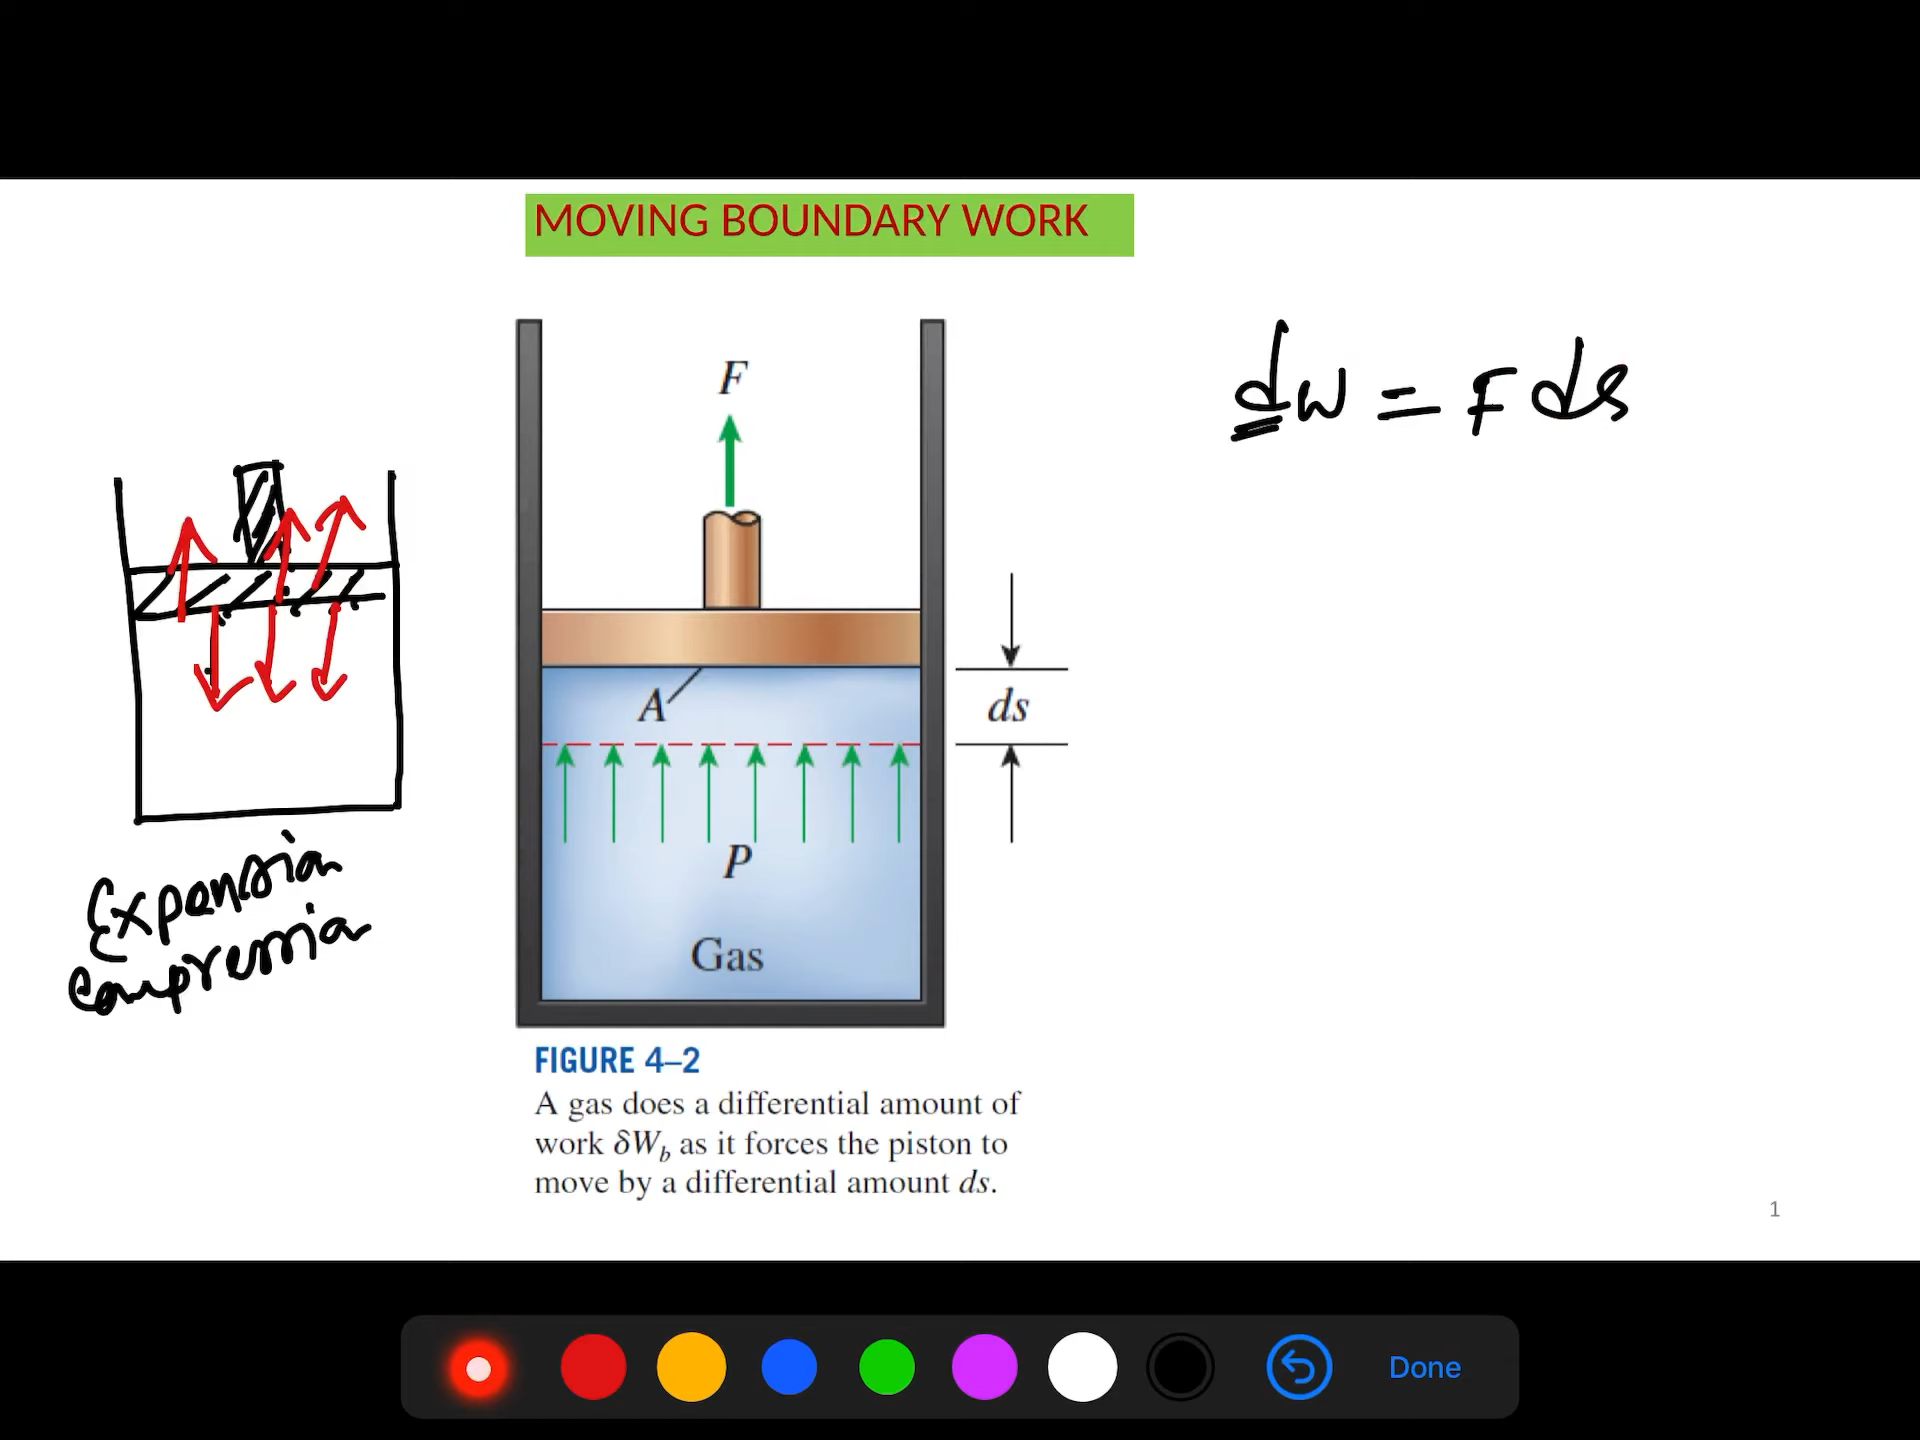 MOVING BOUNDARY WORK
F
dw = F ds
A
ds
P
Gas
Expension
Compression
FIGURE 4–2
A gas does a differential amount of
work δW_b as it forces the piston to
move by a differential amount ds.
1
Done